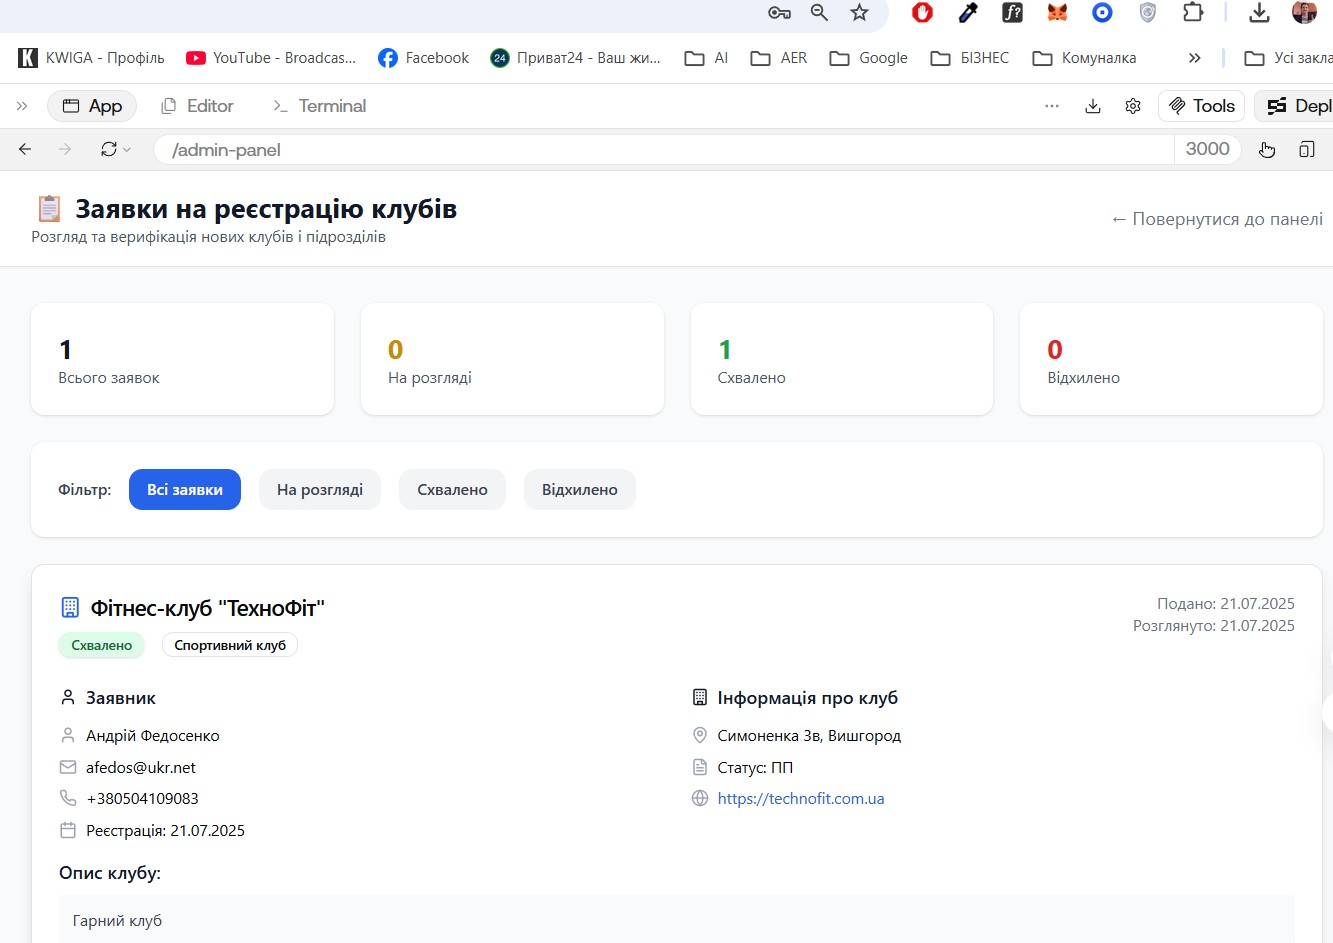 KWIGA - Профіль
YouTube - Broadcas...
Facebook
24
Приват24 - Ваш жи...
AI
AER
Google
БІЗНЕС
Комуналка
Усі закла
App
Editor
Terminal
Tools
Depl
/admin-panel
3000
Заявки на реєстрацію клубів
Розгляд та верифікація нових клубів і підрозділів
← Повернутися до панелі
1
Всього заявок
0
На розгляді
1
Схвалено
0
Відхилено
Фільтр:
Всі заявки
На розгляді
Схвалено
Відхилено
Фітнес-клуб "ТехноФіт"
Схвалено
Спортивний клуб
Подано: 21.07.2025
Розглянуто: 21.07.2025
Заявник
Андрій Федосенко
afedos@ukr.net
+380504109083
Реєстрація: 21.07.2025
Інформація про клуб
Симоненка 3в, Вишгород
Статус: ПП
https://technofit.com.ua
Опис клубу:
Гарний клуб